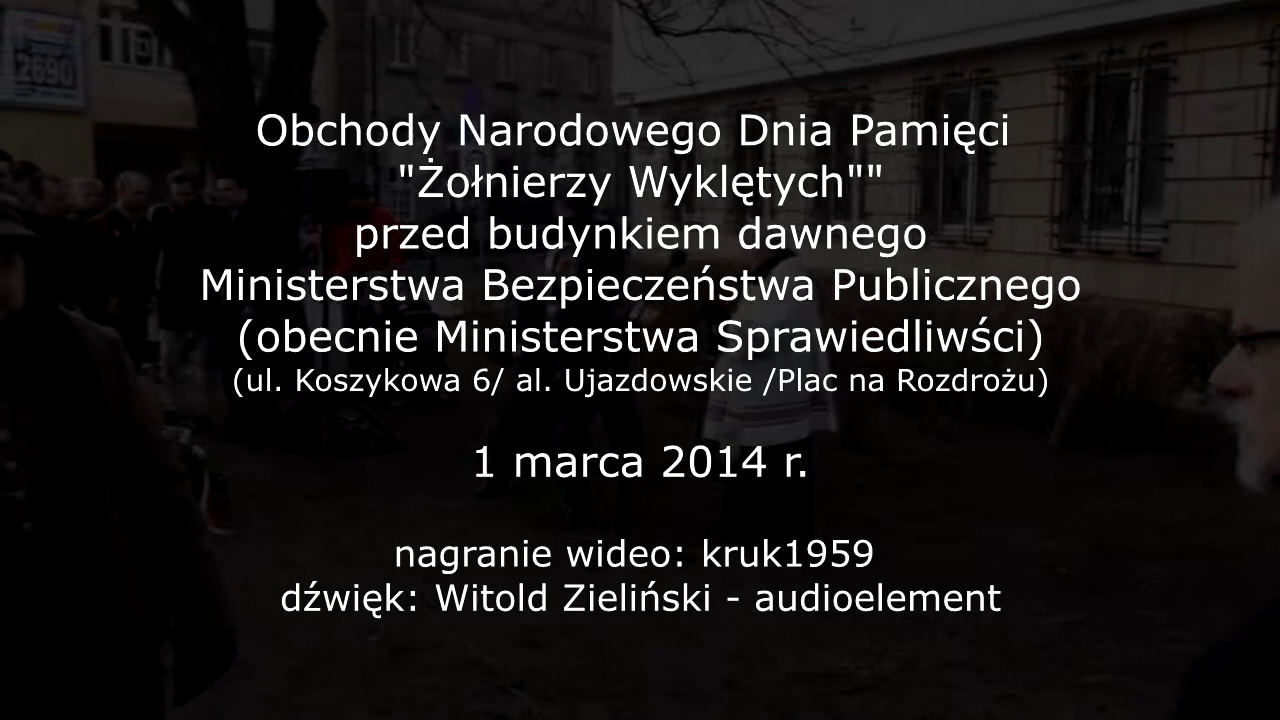 2690
Obchody Narodowego Dnia Pamięci
"Żołnierzy Wyklętych""
przed budynkiem dawnego
Ministerstwa Bezpieczeństwa Publicznego
(obecnie Ministerstwa Sprawiedliwści)
(ul. Koszykowa 6/ al. Ujazdowskie /Plac na Rozdrożu)
1 marca 2014 r.
nagranie wideo: kruk1959
dźwięk: Witold Zieliński - audioelement